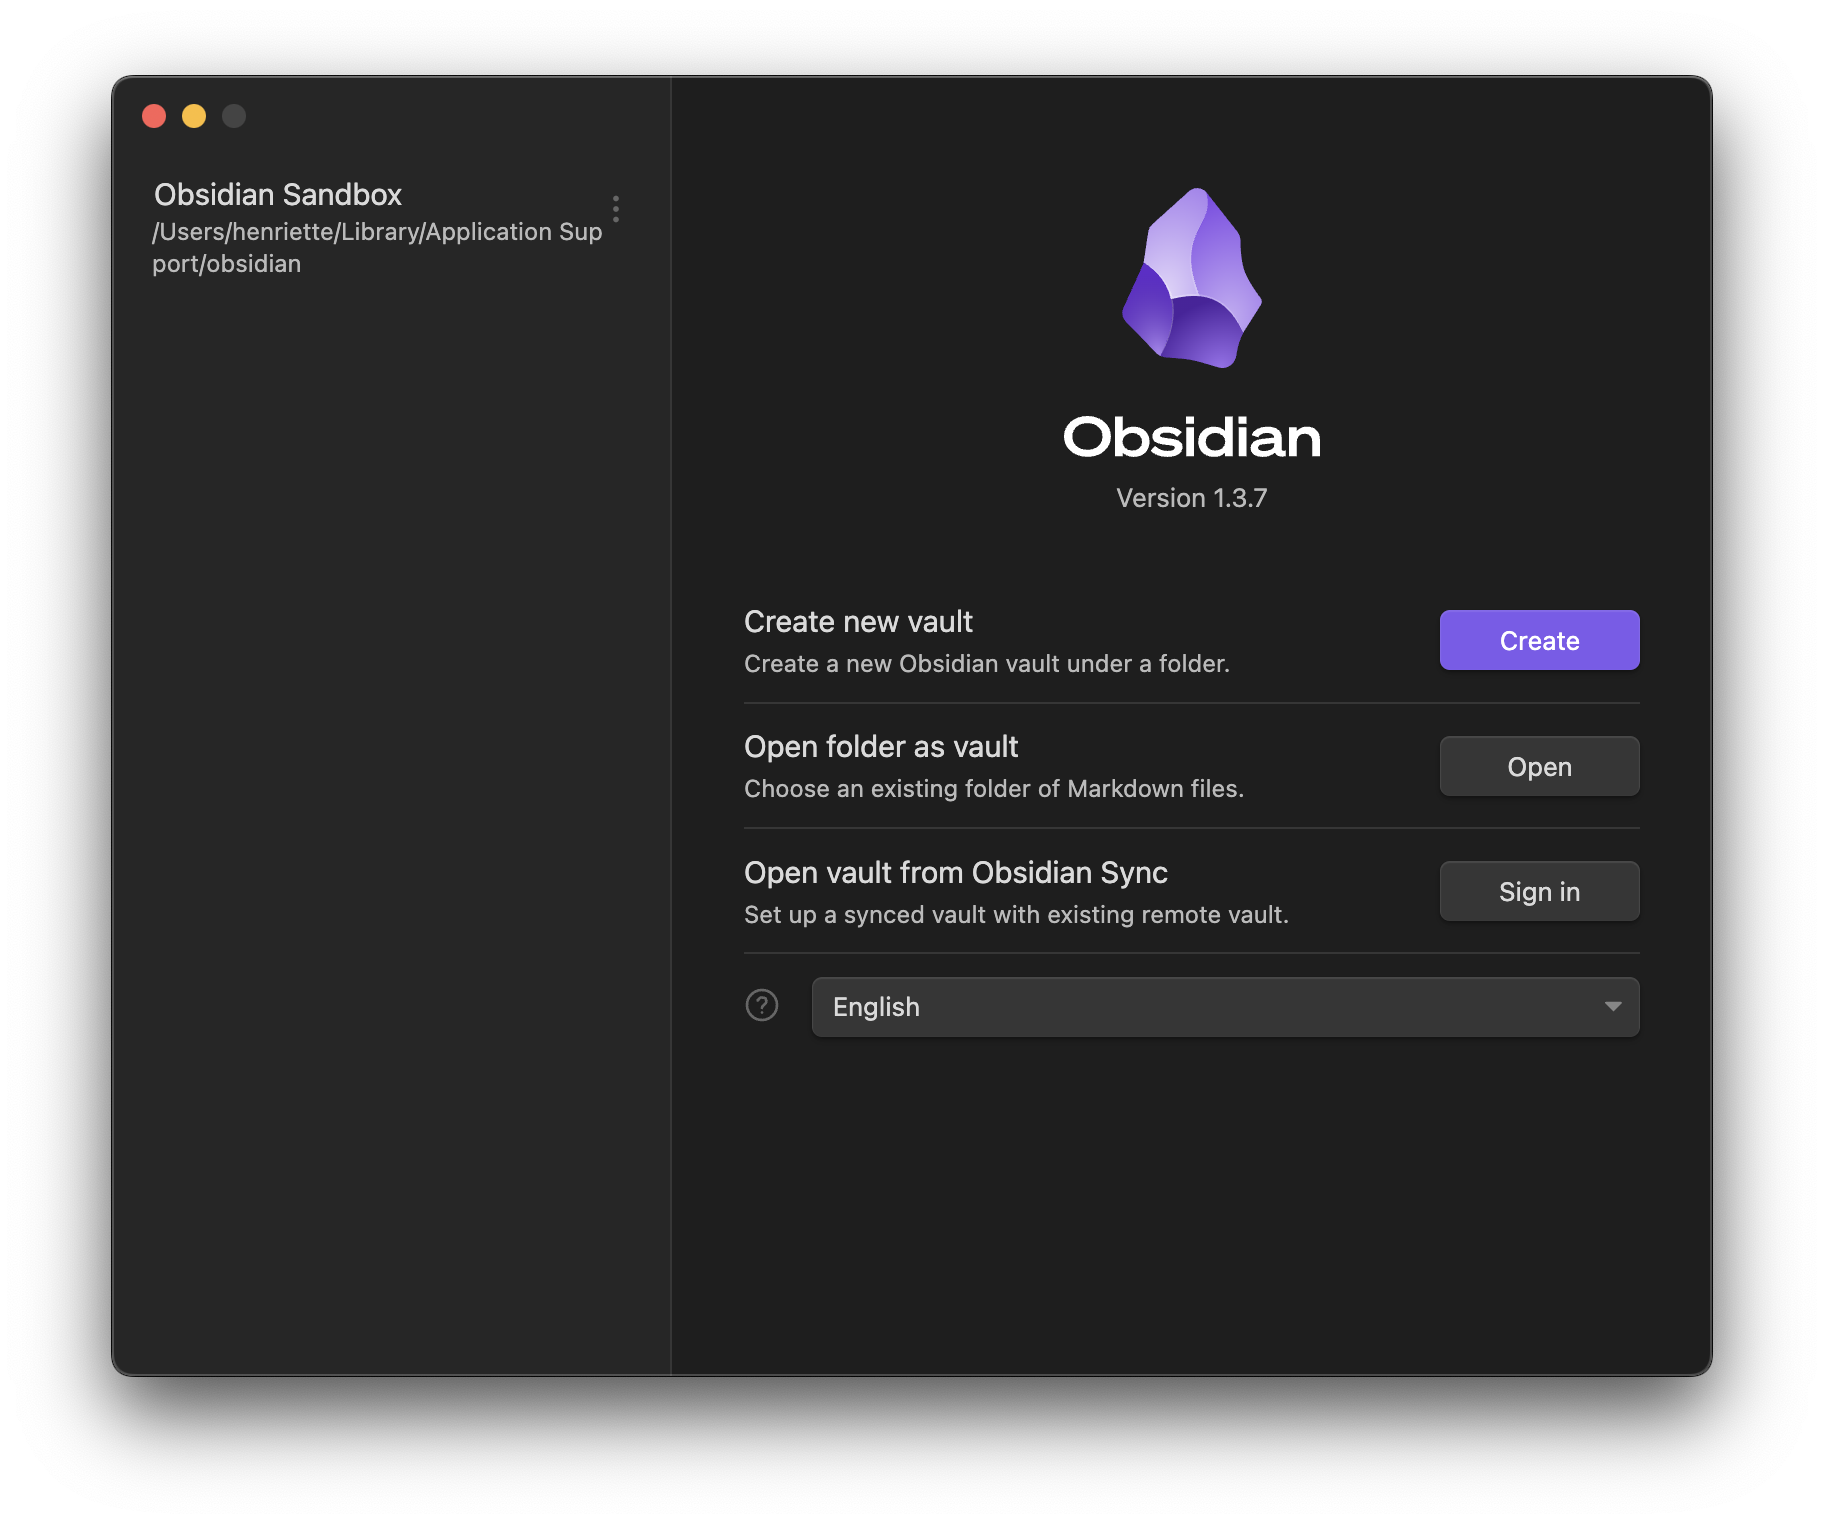 Obsidian Sandbox
/Users/henriette/Library/Application Sup
port/obsidian
Obsidian
Version 1.3.7
Create new vault
Create a new Obsidian vault under a folder.
Create
Open folder as vault
Choose an existing folder of Markdown files.
Open
Open vault from Obsidian Sync
Set up a synced vault with existing remote vault.
Sign in
?
English